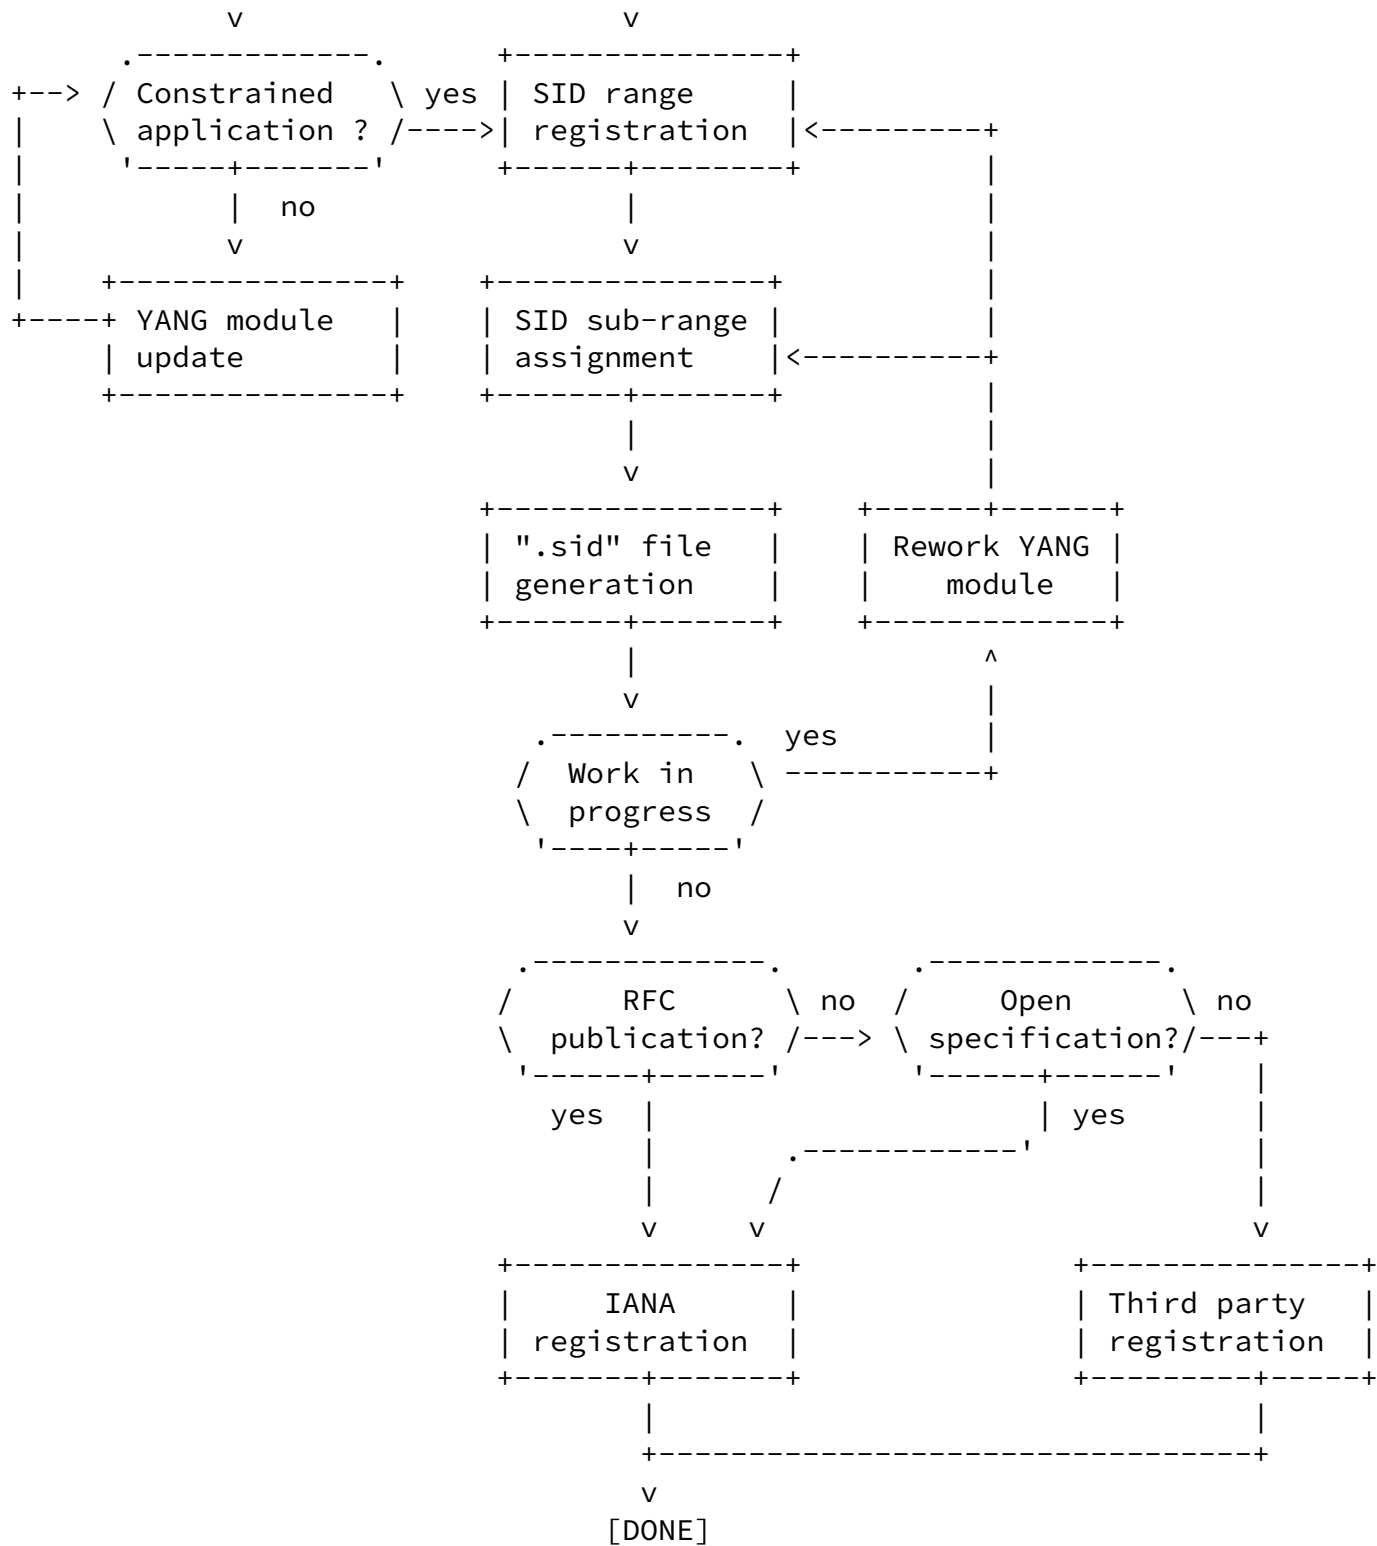 Constrained yes SID range
application ? registration
no
YANG module SID sub-range
update assignment
".sid" file Rework YANG
generation module
yes
Work in
progress
no
RFC no Open no
publication? specification?
yes yes
IANA Third party
registration registration
[DONE]